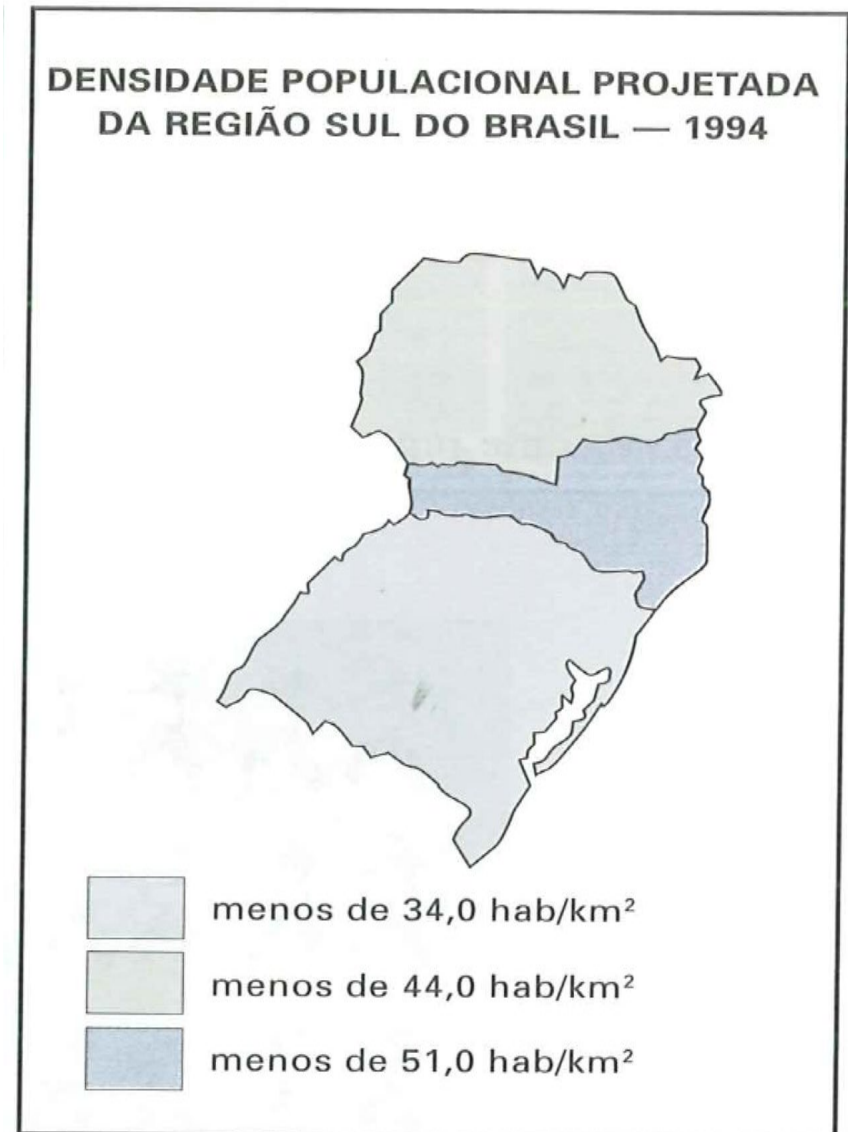 DENSIDADE POPULACIONAL PROJETADA
DA REGIÃO SUL DO BRASIL — 1994
menos de 34,0 hab/km²
menos de 44,0 hab/km²
menos de 51,0 hab/km²